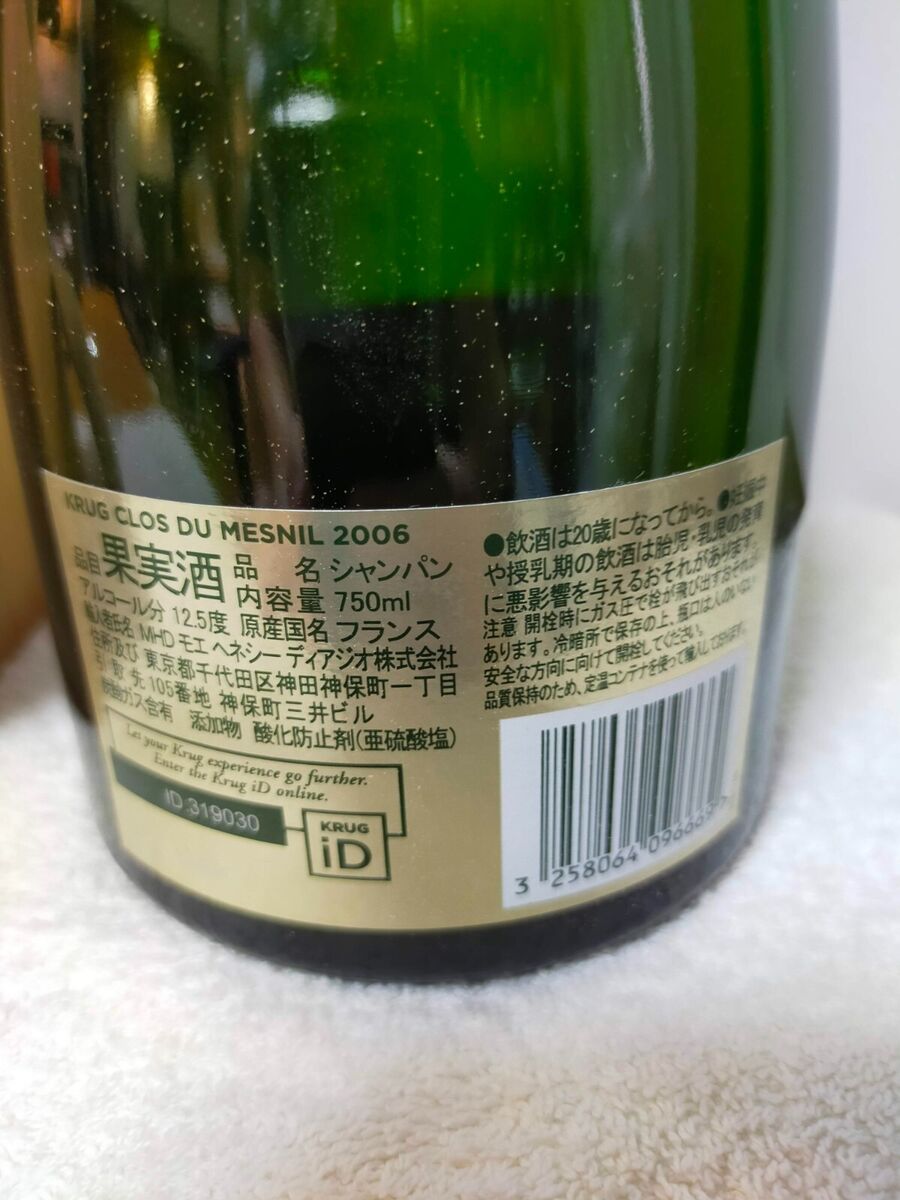 KRUG CLOS DU MESNIL 2006
品目 果実酒 品 名 シャンパン
内容量 750ml
アルコール分 12.5度 原産国名 フランス
輸入者氏名 MHD モエ ヘネシー ディアジオ株式会社
住所及び 東京都千代田区神田神保町一丁目
引 取 先 105番地 神保町三井ビル
炭酸ガス含有 添加物 酸化防止剤(亜硫酸塩)
Let your Krug experience go further.
Enter the Krug iD online.
ID.319030
KRUG
iD
●飲酒は20歳になってから。●妊娠中
や授乳期の飲酒は胎児・乳児の発育
に悪影響を与えるおそれがあります。
注意 開栓時にガス圧で栓が飛び出すおそれが
あります。冷暗所で保存の上、瓶口は人のいない
安全な方向に向けて開栓してください。
品質保持のため、定温コンテナを使って輸入しております。
3 258064 096669